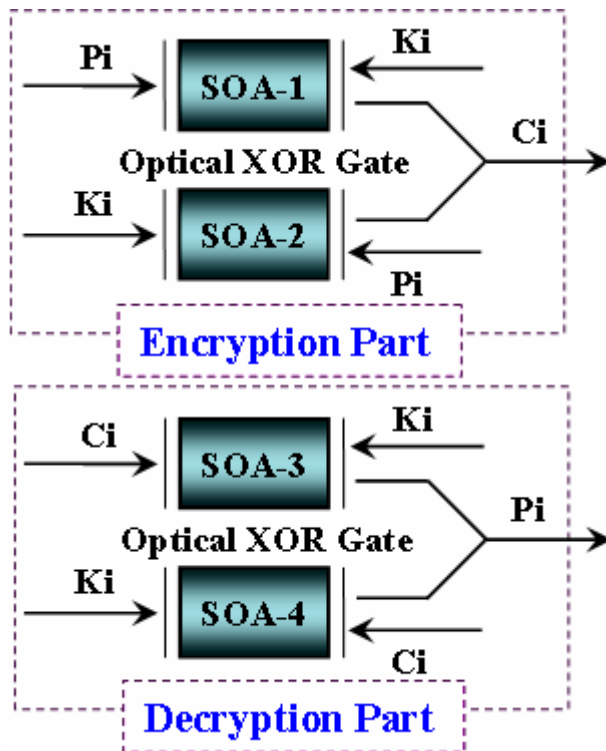 Pi
Ki
SOA-1
Ci
Optical XOR Gate
Ki
SOA-2
Pi
Encryption Part
Ci
Ki
SOA-3
Pi
Optical XOR Gate
Ki
SOA-4
Ci
Decryption Part